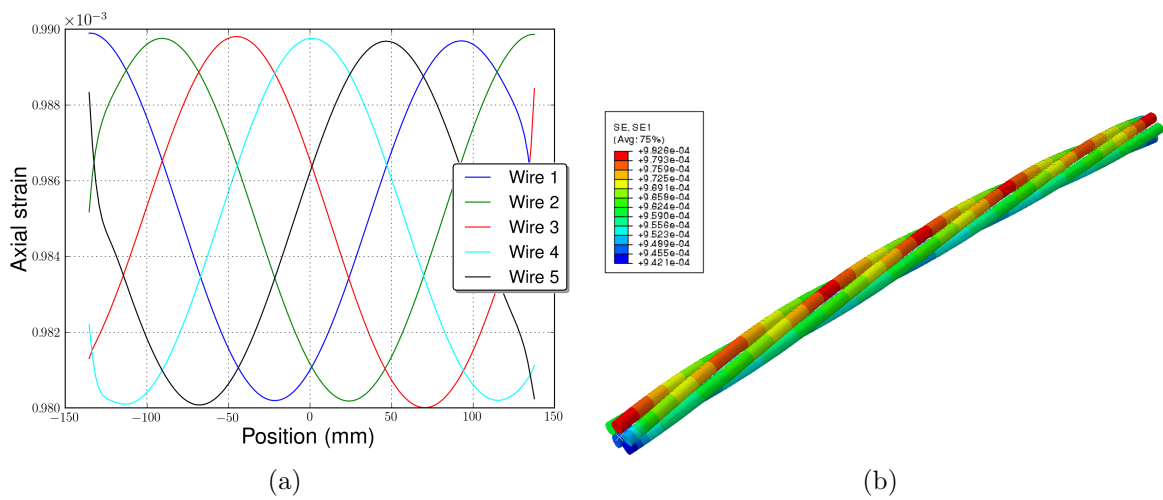 ×10⁻³
0.990
0.988
0.986
0.984
0.982
0.980
Axial strain
−150
−100
−50
0
50
100
150
Position (mm)
Wire 1
Wire 2
Wire 3
Wire 4
Wire 5
(a)
SE, SE1
(Avg: 75%)
+9.826e-04
+9.793e-04
+9.759e-04
+9.725e-04
+9.691e-04
+9.658e-04
+9.624e-04
+9.590e-04
+9.556e-04
+9.523e-04
+9.489e-04
+9.455e-04
+9.421e-04
(b)